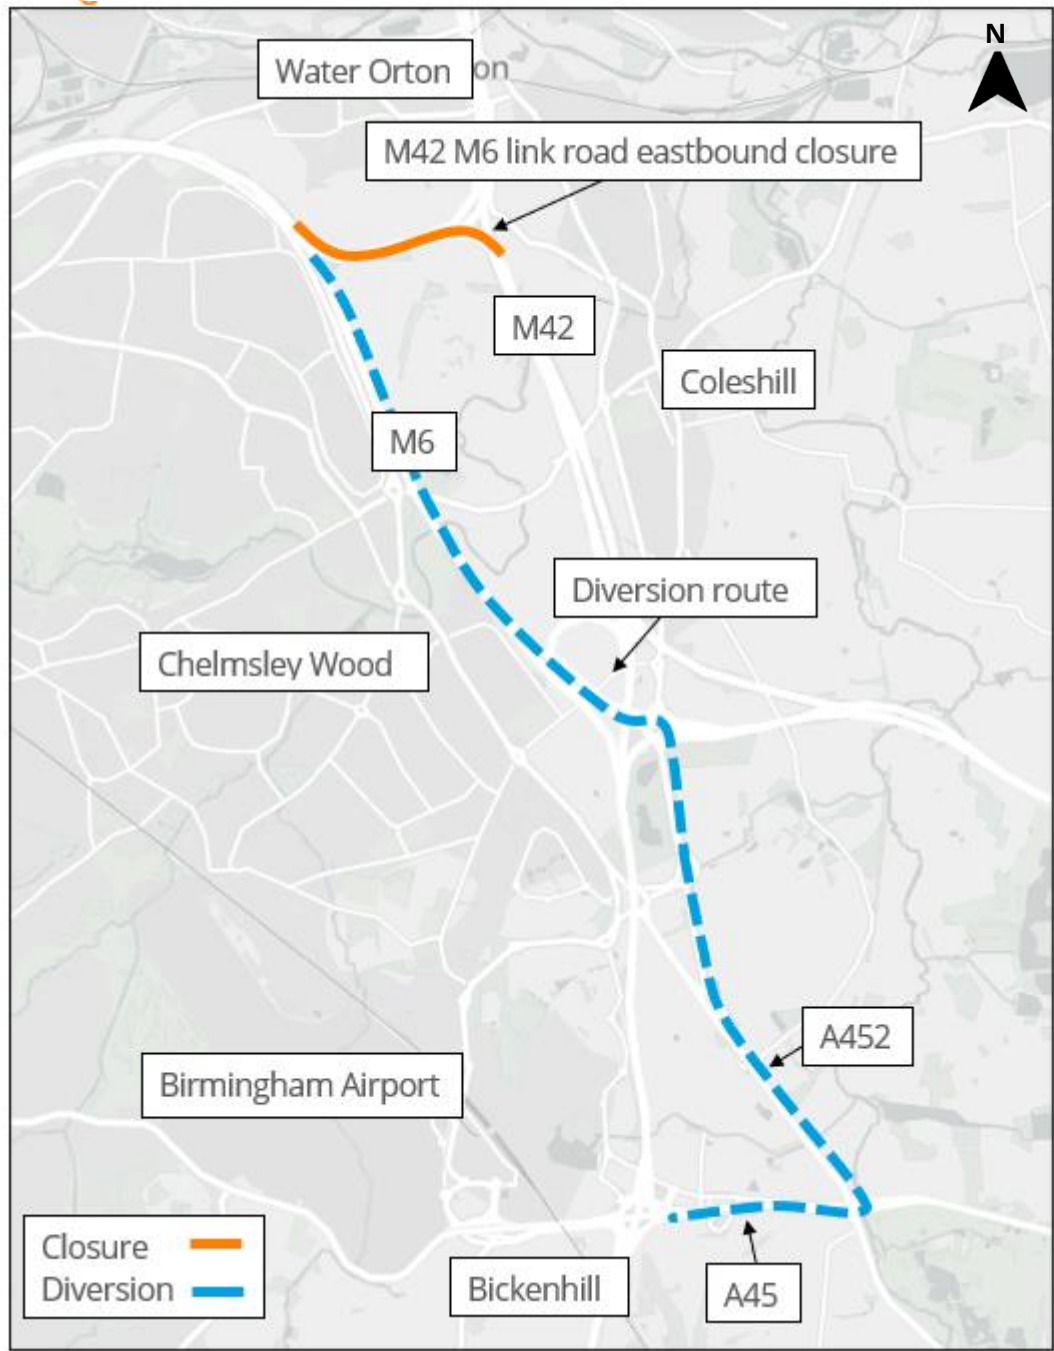 N
Water Orton
on
M42 M6 link road eastbound closure
M42
Coleshill
M6
Diversion route
Chelmsley Wood
A452
Birmingham Airport
Closure
Diversion
Bickenhill
A45